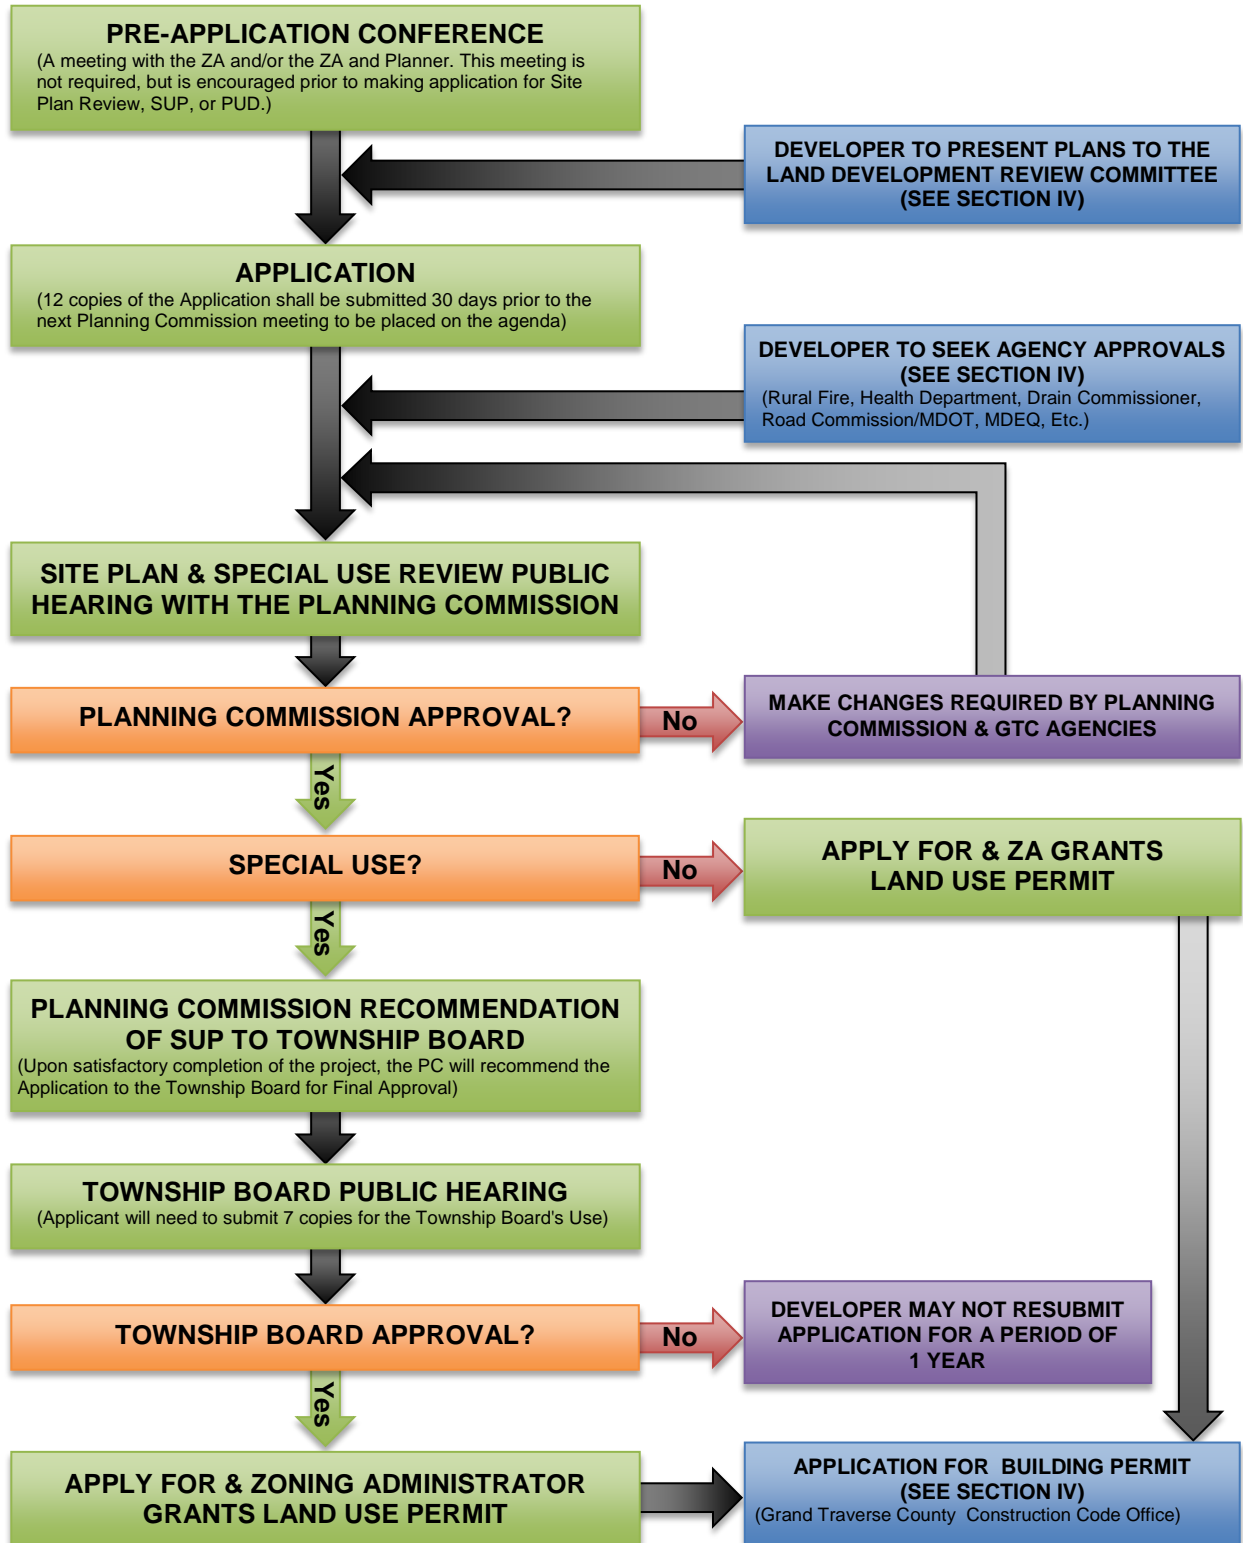 PRE-APPLICATION CONFERENCE
(A meeting with the ZA and/or the ZA and Planner. This meeting is
not required, but is encouraged prior to making application for Site
Plan Review, SUP, or PUD.)
DEVELOPER TO PRESENT PLANS TO THE
LAND DEVELOPMENT REVIEW COMMITTEE
(SEE SECTION IV)
APPLICATION
(12 copies of the Application shall be submitted 30 days prior to the
next Planning Commission meeting to be placed on the agenda)
DEVELOPER TO SEEK AGENCY APPROVALS
(SEE SECTION IV)
(Rural Fire, Health Department, Drain Commissioner,
Road Commission/MDOT, MDEQ, Etc.)
SITE PLAN & SPECIAL USE REVIEW PUBLIC
HEARING WITH THE PLANNING COMMISSION
PLANNING COMMISSION APPROVAL?
No
MAKE CHANGES REQUIRED BY PLANNING
COMMISSION & GTC AGENCIES
Yes
SPECIAL USE?
No
APPLY FOR & ZA GRANTS
LAND USE PERMIT
Yes
PLANNING COMMISSION RECOMMENDATION
OF SUP TO TOWNSHIP BOARD
(Upon satisfactory completion of the project, the PC will recommend the
Application to the Township Board for Final Approval)
TOWNSHIP BOARD PUBLIC HEARING
(Applicant will need to submit 7 copies for the Township Board's Use)
TOWNSHIP BOARD APPROVAL?
No
DEVELOPER MAY NOT RESUBMIT
APPLICATION FOR A PERIOD OF
1 YEAR
Yes
APPLY FOR & ZONING ADMINISTRATOR
GRANTS LAND USE PERMIT
APPLICATION FOR BUILDING PERMIT
(SEE SECTION IV)
(Grand Traverse County Construction Code Office)